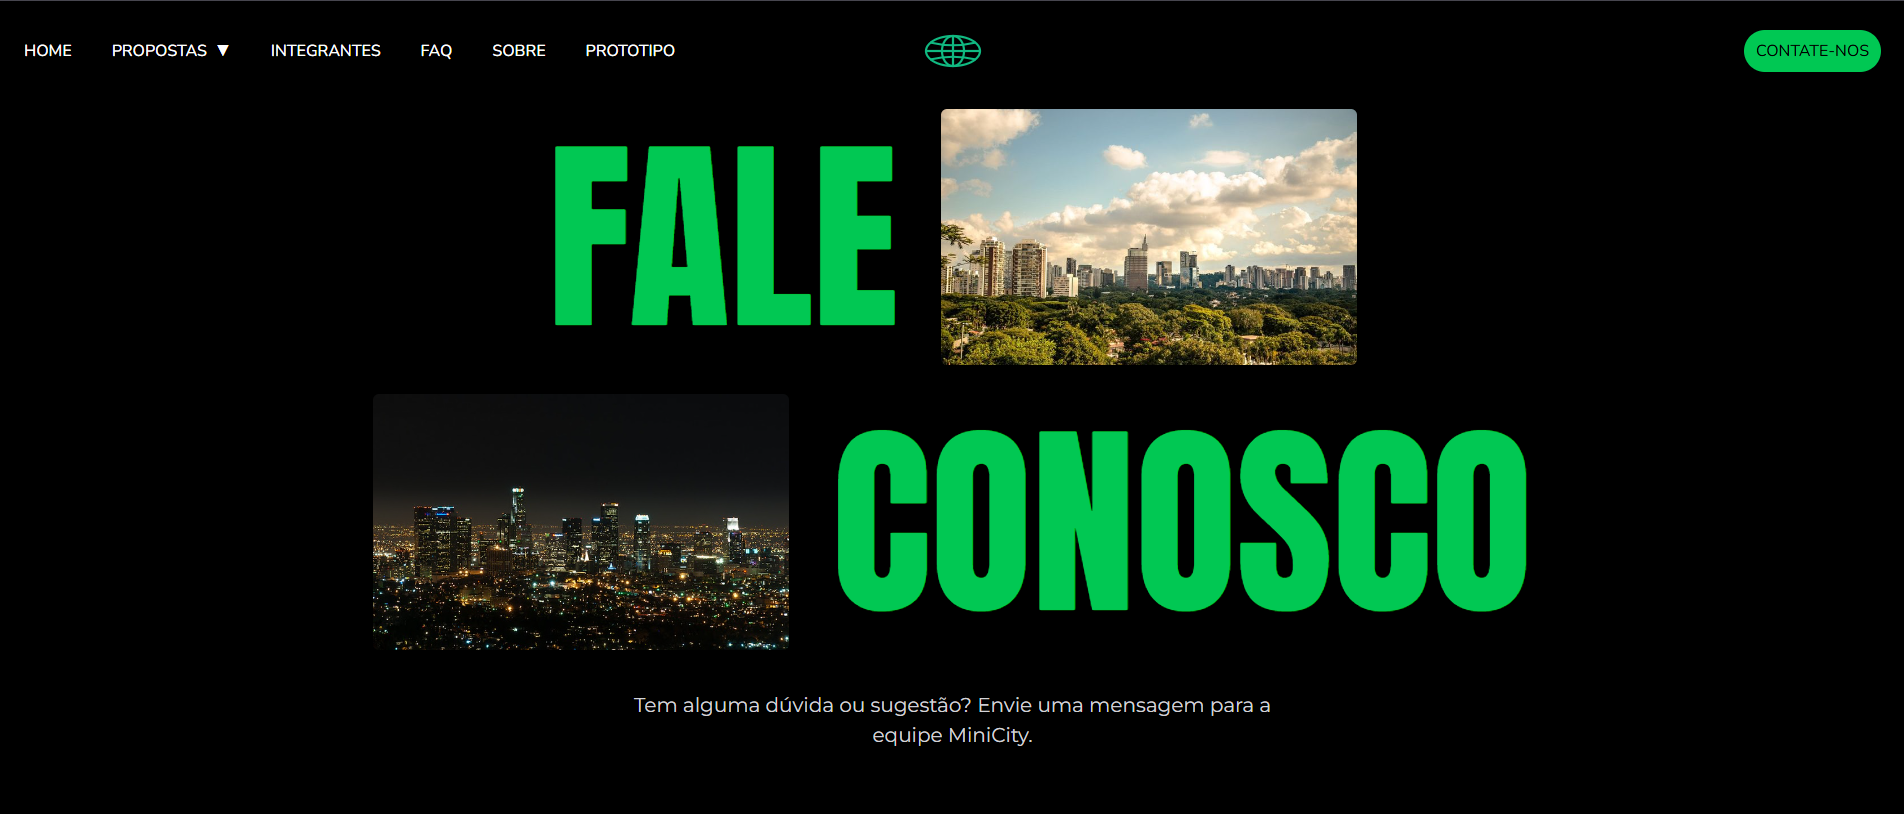 HOME PROPOSTAS ▼ INTEGRANTES FAQ SOBRE PROTOTIPO CONTATE-NOS
FALE
CONOSCO
Tem alguma dúvida ou sugestão? Envie uma mensagem para a
equipe MiniCity.